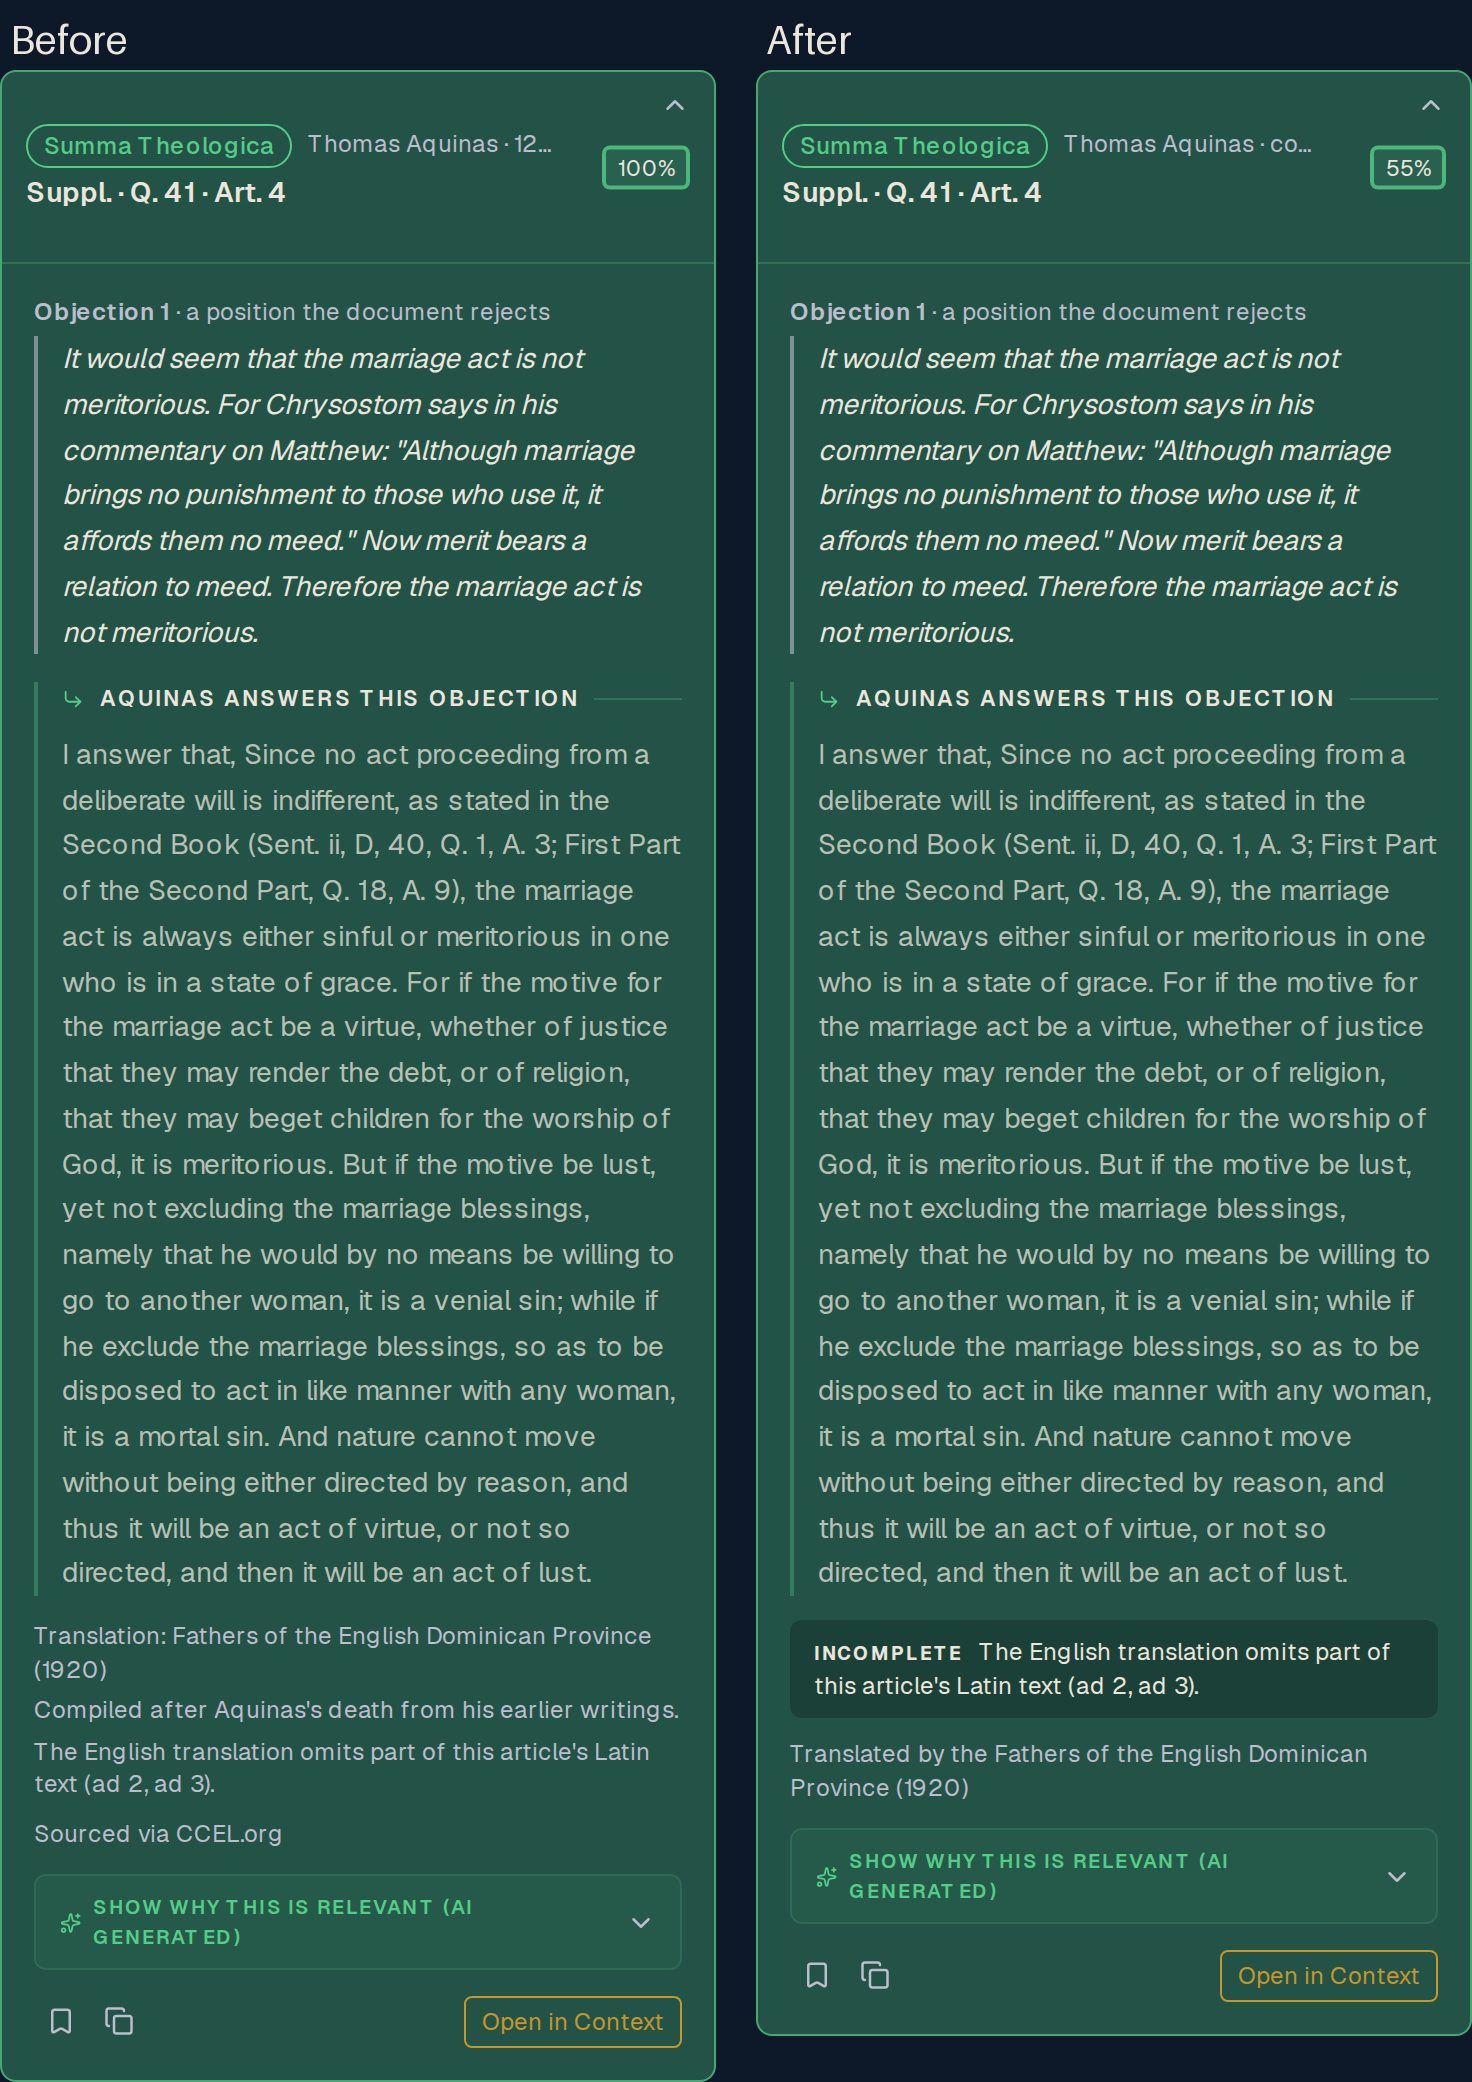 Before
Summa Theologica Thomas Aquinas · 12...
100%
Suppl. · Q. 41 · Art. 4
Objection 1 · a position the document rejects
It would seem that the marriage act is not
meritorious. For Chrysostom says in his
commentary on Matthew: "Although marriage
brings no punishment to those who use it, it
affords them no meed." Now merit bears a
relation to meed. Therefore the marriage act is
not meritorious.
AQUINAS ANSWERS THIS OBJECTION
I answer that, Since no act proceeding from a
deliberate will is indifferent, as stated in the
Second Book (Sent. ii, D, 40, Q. 1, A. 3; First Part
of the Second Part, Q. 18, A. 9), the marriage
act is always either sinful or meritorious in one
who is in a state of grace. For if the motive for
the marriage act be a virtue, whether of justice
that they may render the debt, or of religion,
that they may beget children for the worship of
God, it is meritorious. But if the motive be lust,
yet not excluding the marriage blessings,
namely that he would by no means be willing to
go to another woman, it is a venial sin; while if
he exclude the marriage blessings, so as to be
disposed to act in like manner with any woman,
it is a mortal sin. And nature cannot move
without being either directed by reason, and
thus it will be an act of virtue, or not so
directed, and then it will be an act of lust.
Translation: Fathers of the English Dominican Province
(1920)
Compiled after Aquinas's death from his earlier writings.
The English translation omits part of this article's Latin
text (ad 2, ad 3).
Sourced via CCEL.org
SHOW WHY THIS IS RELEVANT (AI
GENERATED)
Open in Context
After
Summa Theologica Thomas Aquinas · co...
55%
Suppl. · Q. 41 · Art. 4
Objection 1 · a position the document rejects
It would seem that the marriage act is not
meritorious. For Chrysostom says in his
commentary on Matthew: "Although marriage
brings no punishment to those who use it, it
affords them no meed." Now merit bears a
relation to meed. Therefore the marriage act is
not meritorious.
AQUINAS ANSWERS THIS OBJECTION
I answer that, Since no act proceeding from a
deliberate will is indifferent, as stated in the
Second Book (Sent. ii, D, 40, Q. 1, A. 3; First Part
of the Second Part, Q. 18, A. 9), the marriage
act is always either sinful or meritorious in one
who is in a state of grace. For if the motive for
the marriage act be a virtue, whether of justice
that they may render the debt, or of religion,
that they may beget children for the worship of
God, it is meritorious. But if the motive be lust,
yet not excluding the marriage blessings,
namely that he would by no means be willing to
go to another woman, it is a venial sin; while if
he exclude the marriage blessings, so as to be
disposed to act in like manner with any woman,
it is a mortal sin. And nature cannot move
without being either directed by reason, and
thus it will be an act of virtue, or not so
directed, and then it will be an act of lust.
INCOMPLETE The English translation omits part of
this article's Latin text (ad 2, ad 3).
Translated by the Fathers of the English Dominican
Province (1920)
SHOW WHY THIS IS RELEVANT (AI
GENERATED)
Open in Context